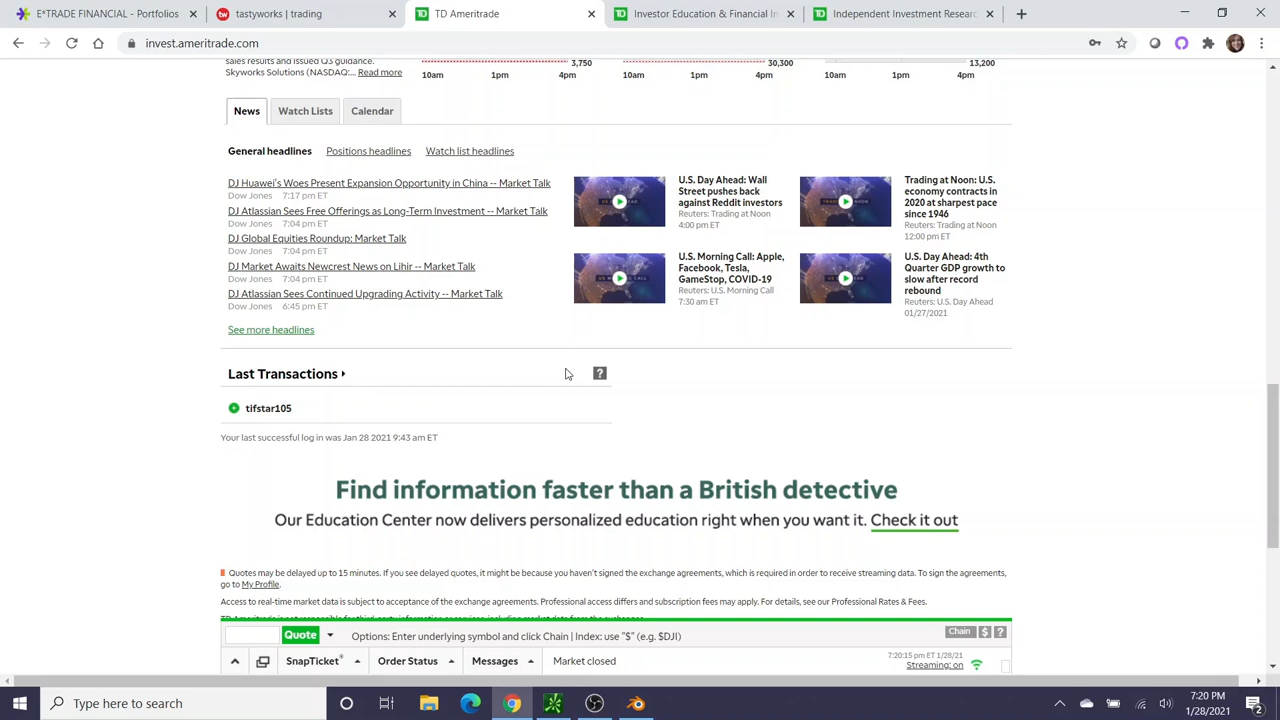 E*TRADE FINANCIAL - Portfolios
tastyworks | trading
TD Ameritrade
Investor Education & Financial In
Independent Investment Researc
invest.ameritrade.com
sales results and issued Q3 guidance.
Skyworks Solutions (NASDAQ:... Read more
3,750
30,300
13,200
10am 1pm 4pm
10am 1pm 4pm
10am 1pm 4pm
News Watch Lists Calendar
General headlines Positions headlines Watch list headlines
DJ Huawei's Woes Present Expansion Opportunity in China -- Market Talk
Dow Jones 7:17 pm ET
DJ Atlassian Sees Free Offerings as Long-Term Investment -- Market Talk
Dow Jones 7:04 pm ET
DJ Global Equities Roundup: Market Talk
Dow Jones 7:04 pm ET
DJ Market Awaits Newcrest News on Lihir -- Market Talk
Dow Jones 7:04 pm ET
DJ Atlassian Sees Continued Upgrading Activity -- Market Talk
Dow Jones 6:45 pm ET
See more headlines
U.S. Day Ahead: Wall
Street pushes back
against Reddit investors
Reuters: Trading at Noon
4:00 pm ET
Trading at Noon: U.S.
economy contracts in
2020 at sharpest pace
since 1946
Reuters: Trading at Noon
12:00 pm ET
U.S. Morning Call: Apple,
Facebook, Tesla,
GameStop, COVID-19
Reuters: U.S. Morning Call
7:30 am ET
U.S. Day Ahead: 4th
Quarter GDP growth to
slow after record
rebound
Reuters: U.S. Day Ahead
01/27/2021
Last Transactions
?
tifstar105
Your last successful log in was Jan 28 2021 9:43 am ET
Find information faster than a British detective
Our Education Center now delivers personalized education right when you want it. Check it out
Quotes may be delayed up to 15 minutes. If you see delayed quotes, it might be because you haven't signed the exchange agreements, which is required in order to receive streaming data. To sign the agreements,
go to My Profile.
Access to real-time market data is subject to acceptance of the exchange agreements. Professional access differs and subscription fees may apply. For details, see our Professional Rates & Fees.
Quote Options: Enter underlying symbol and click Chain | Index: use "$" (e.g. $DJI) Chain $ ?
SnapTicket® Order Status Messages Market closed
7:20:15 pm ET 1/28/21
Streaming: on
Type here to search
7:20 PM
1/28/2021
2